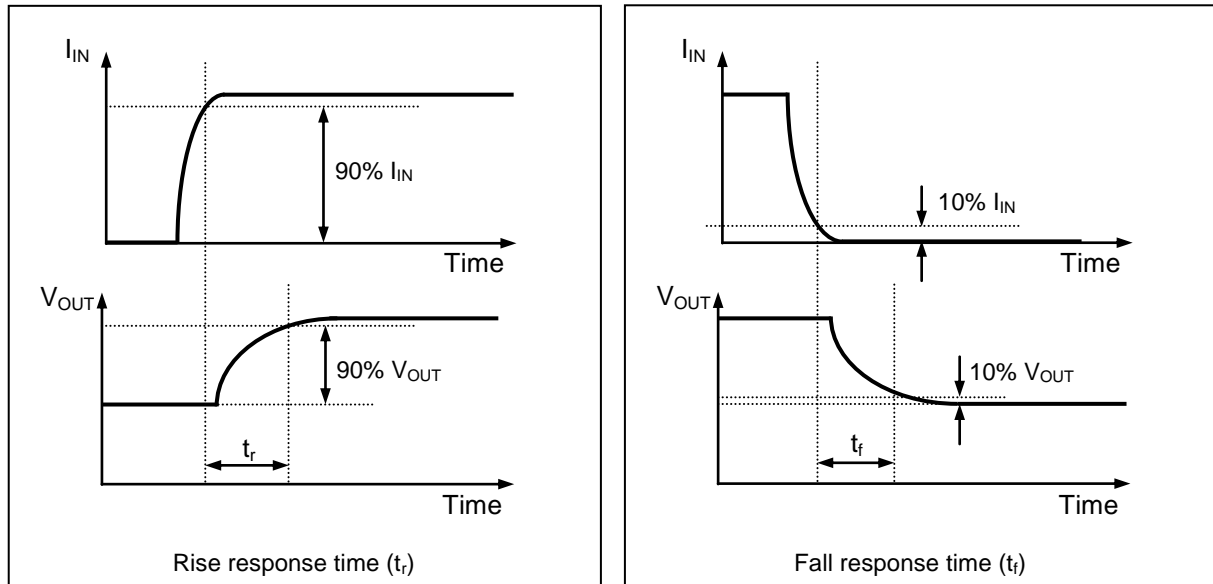 I_IN
90% I_IN
Time
V_OUT
90% V_OUT
t_r
Time
Rise response time (t_r)
I_IN
10% I_IN
Time
V_OUT
10% V_OUT
t_f
Time
Fall response time (t_f)